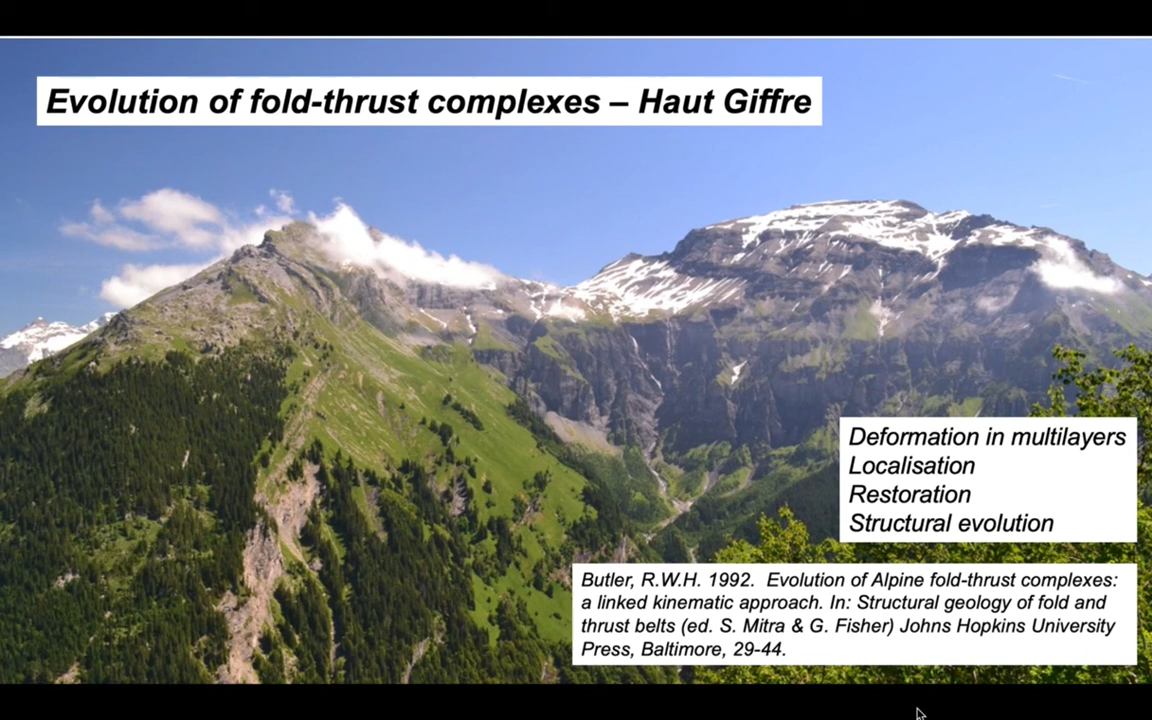 Evolution of fold-thrust complexes – Haut Giffre
Deformation in multilayers
Localisation
Restoration
Structural evolution
Butler, R.W.H. 1992. Evolution of Alpine fold-thrust complexes:
a linked kinematic approach. In: Structural geology of fold and
thrust belts (ed. S. Mitra & G. Fisher) Johns Hopkins University
Press, Baltimore, 29-44.